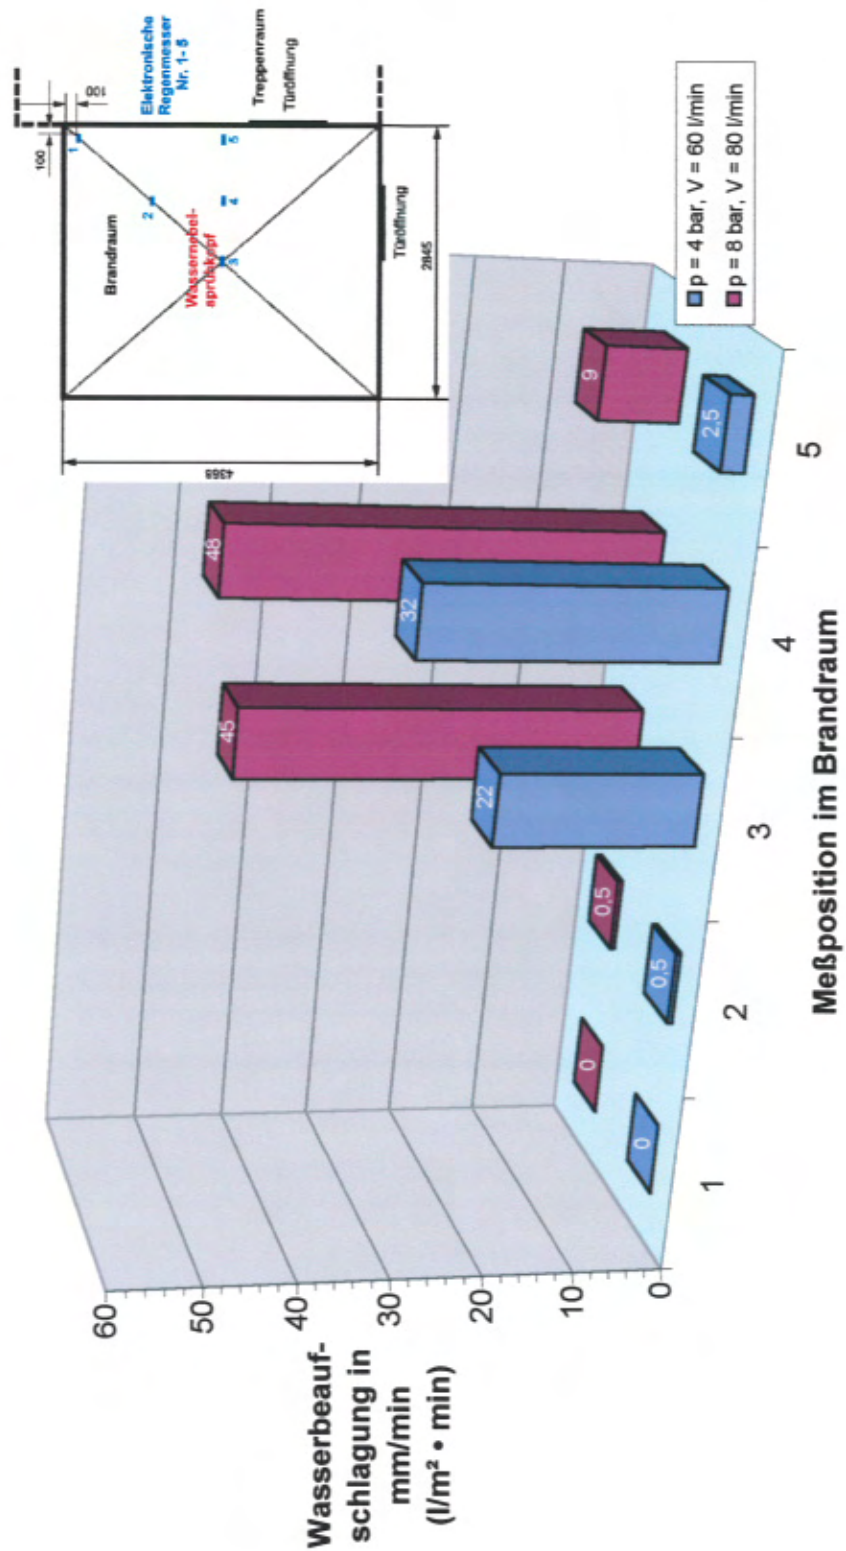 60
50
40
30
20
10
0
Wasserbeauf-
schlagung in
mm/min
(l/m² • min)
0
0
0,5
0,5
22
45
32
48
2,5
9
1
2
3
4
5
Meßposition im Brandraum
p = 4 bar, V = 60 l/min
p = 8 bar, V = 80 l/min
100
100
Elektronische
Regenmesser
Nr. 1- 5
Treppenraum
Türöffnung
Brandraum
Wassernebel-
sprühkopf
1
2
3
4
5
Türöffnung
2845
4365